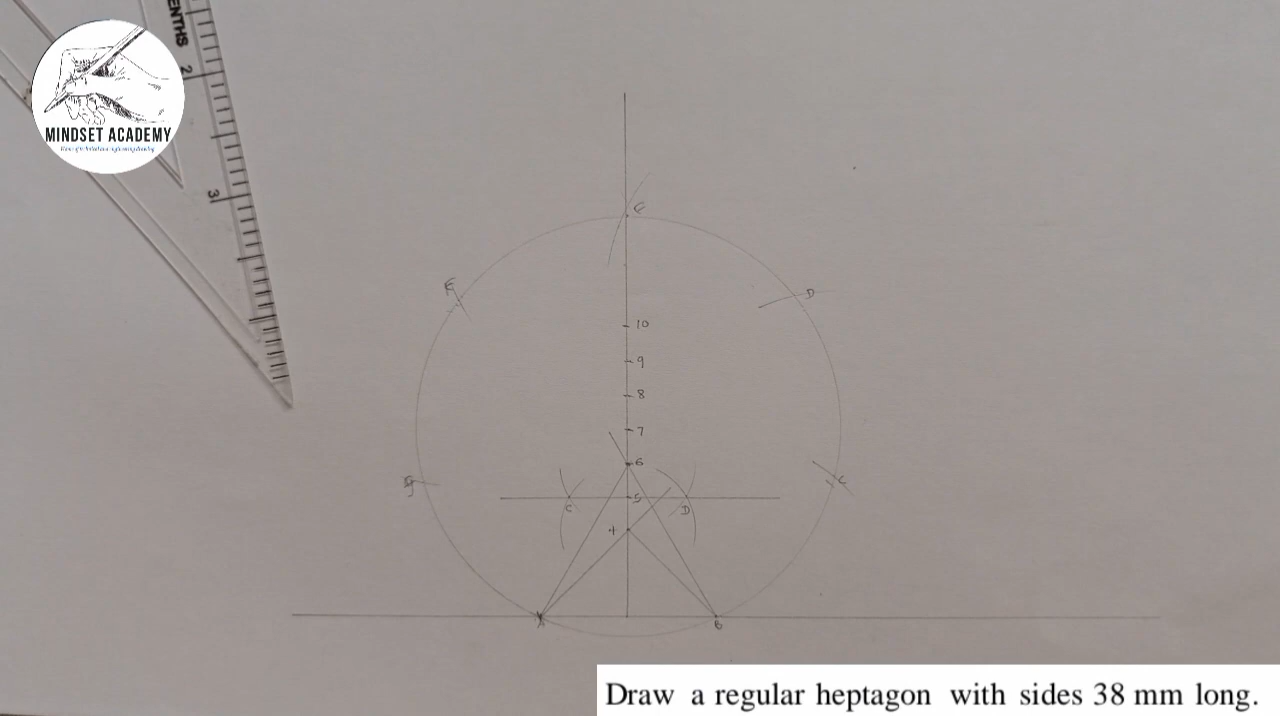 ENTHS
2
3
MINDSET ACADEMY
F
E
D
10
9
8
7
6
C
5
C
D
4
A
B
Draw a regular heptagon with sides 38 mm long.